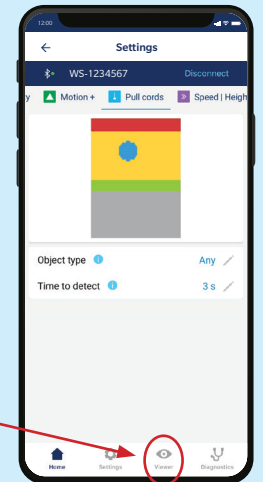 12:00
Settings
WS-1234567 Disconnect
y Motion + Pull cords Speed | Heigh
Object type Any
Time to detect 3 s
Home Settings Viewer Diagnostics